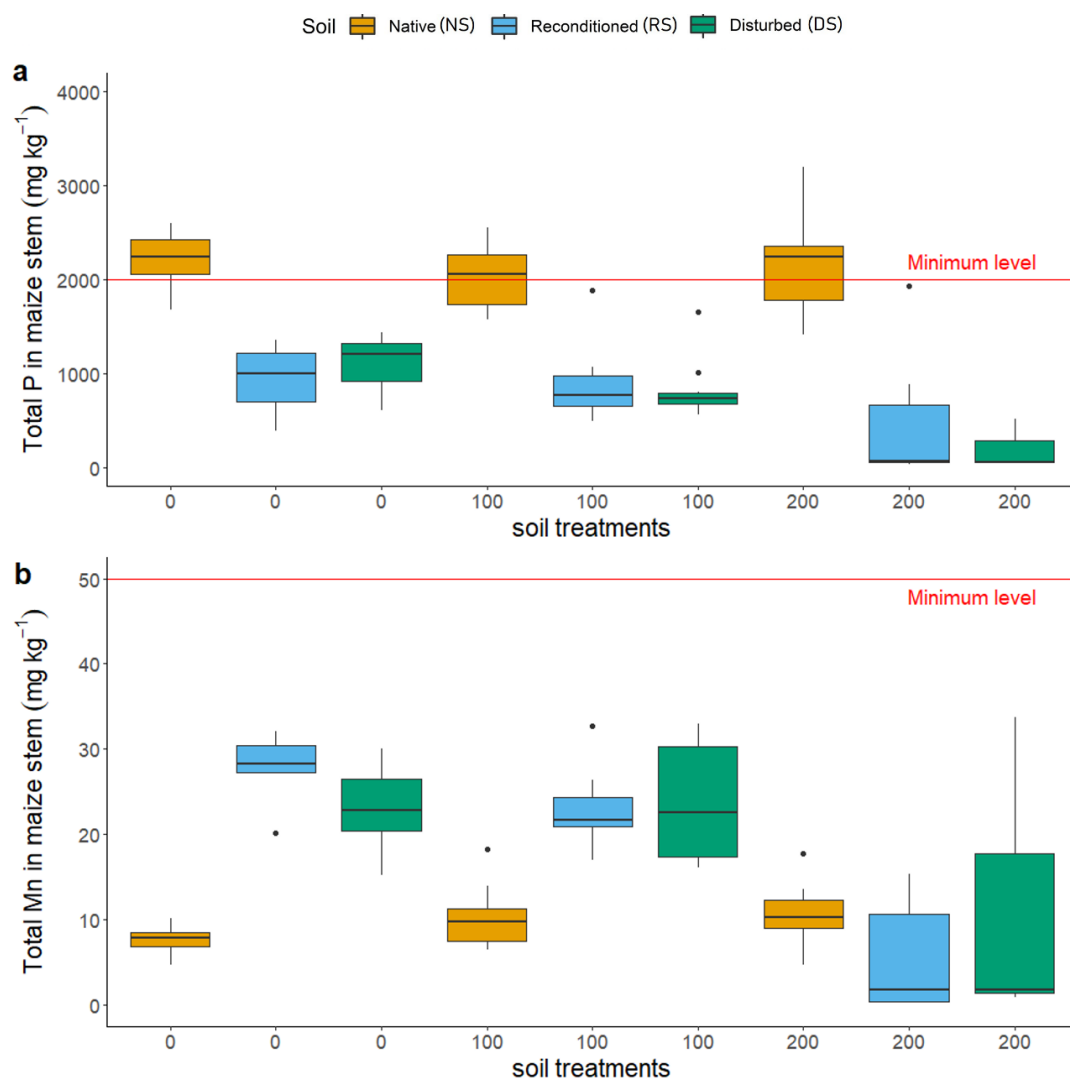 Soil Native (NS) Reconditioned (RS) Disturbed (DS)
a
Total P in maize stem (mg kg⁻¹)
4000
3000
Minimum level
2000
1000
0
0 0 0 100 100 100 200 200 200
soil treatments
b
Total Mn in maize stem (mg kg⁻¹)
50
Minimum level
40
30
20
10
0
0 0 0 100 100 100 200 200 200
soil treatments